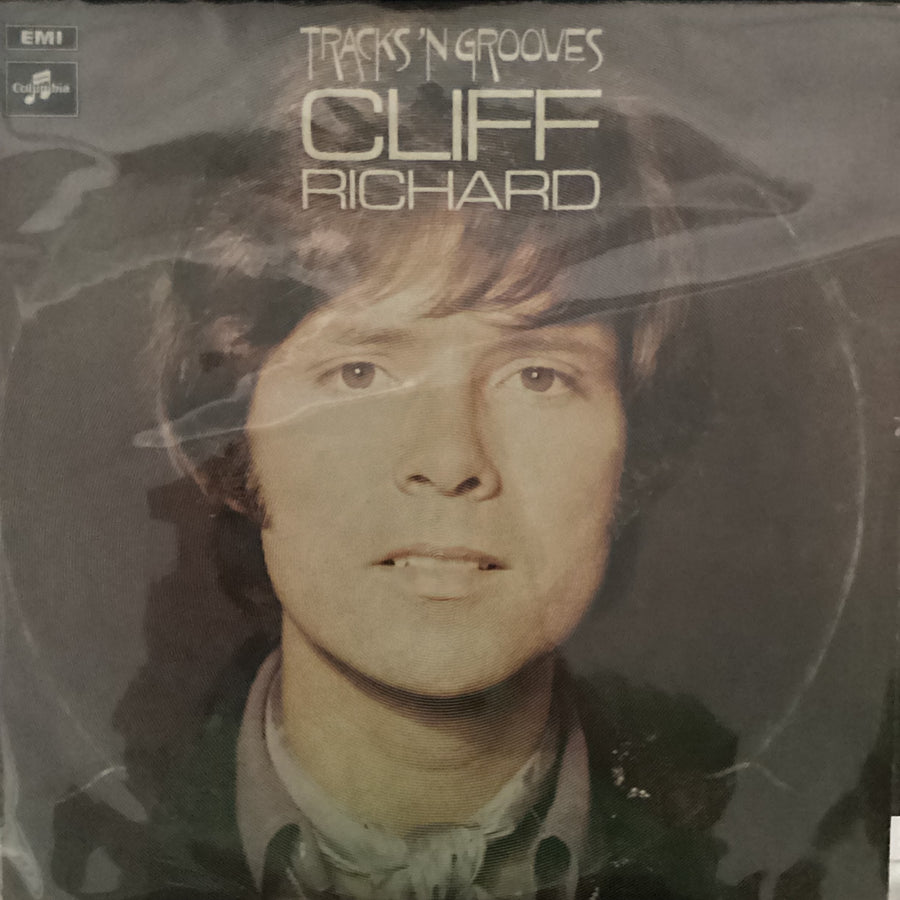 EMI
Columbia
TRACKS 'N GROOVES
CLIFF
RICHARD